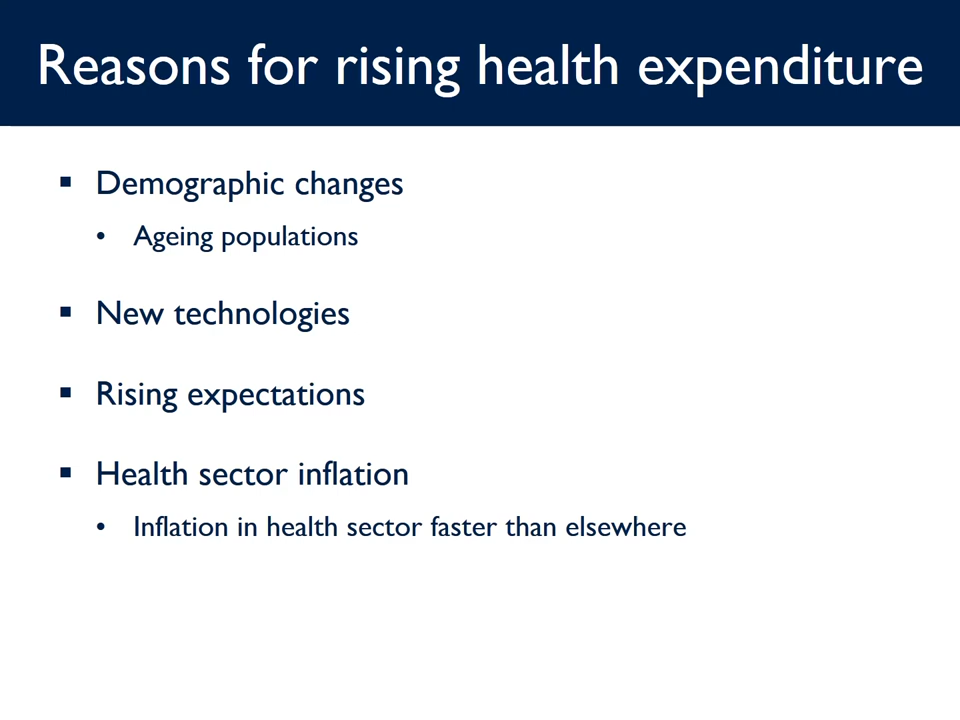 Reasons for rising health expenditure
▪ Demographic changes
• Ageing populations
▪ New technologies
▪ Rising expectations
▪ Health sector inflation
• Inflation in health sector faster than elsewhere